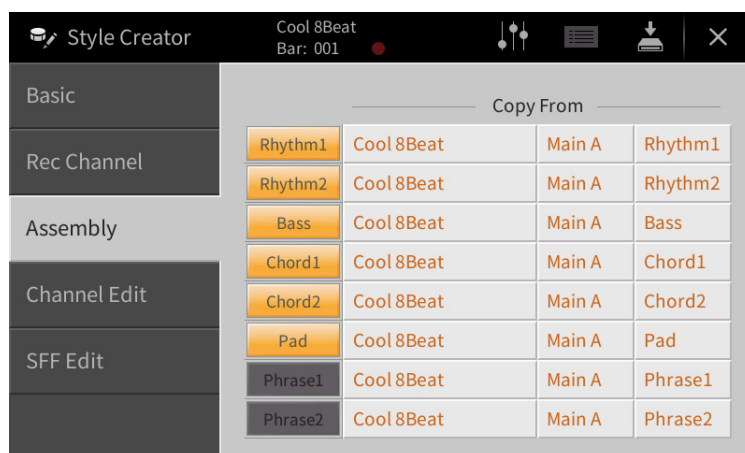 Style Creator
Cool 8Beat
Bar: 001
Basic
Rec Channel
Assembly
Channel Edit
SFF Edit
Copy From
Rhythm1 Cool 8Beat Main A Rhythm1
Rhythm2 Cool 8Beat Main A Rhythm2
Bass Cool 8Beat Main A Bass
Chord1 Cool 8Beat Main A Chord1
Chord2 Cool 8Beat Main A Chord2
Pad Cool 8Beat Main A Pad
Phrase1 Cool 8Beat Main A Phrase1
Phrase2 Cool 8Beat Main A Phrase2